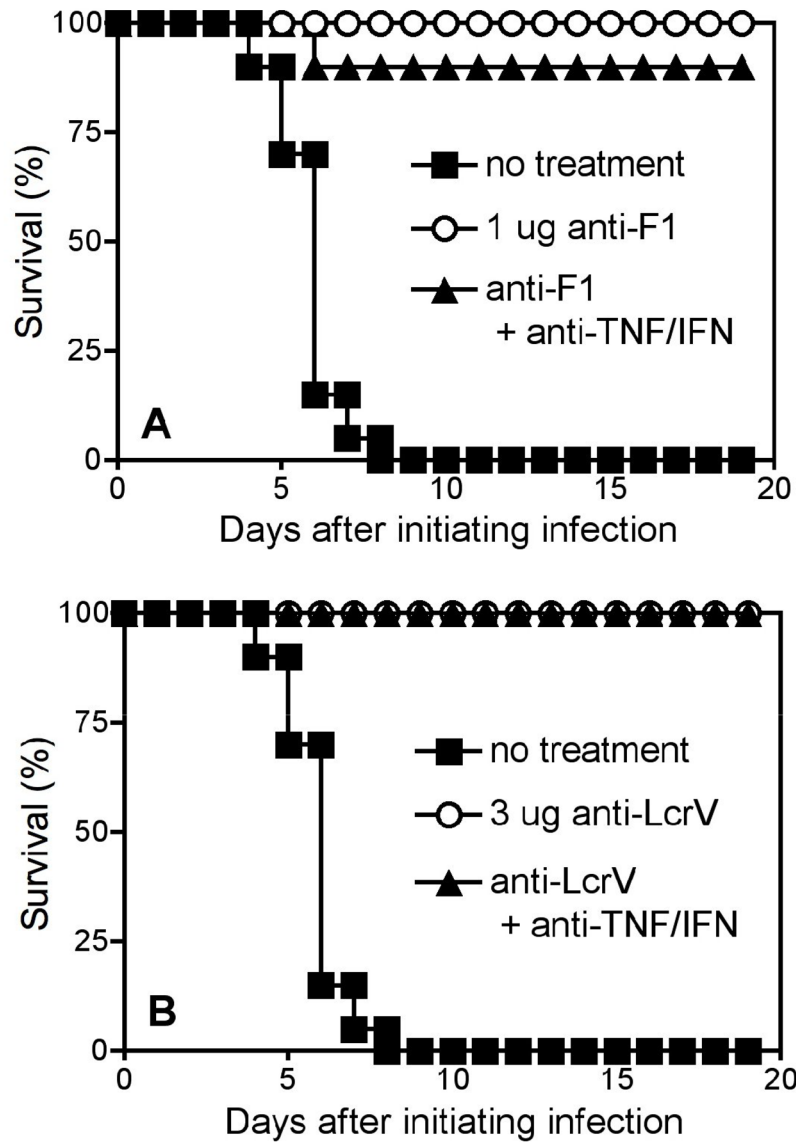 100
75
50
25
0
Survival (%)
no treatment
1 ug anti-F1
anti-F1
+ anti-TNF/IFN
A
0 5 10 15 20
Days after initiating infection
100
75
50
25
0
Survival (%)
no treatment
3 ug anti-LcrV
anti-LcrV
+ anti-TNF/IFN
B
0 5 10 15 20
Days after initiating infection